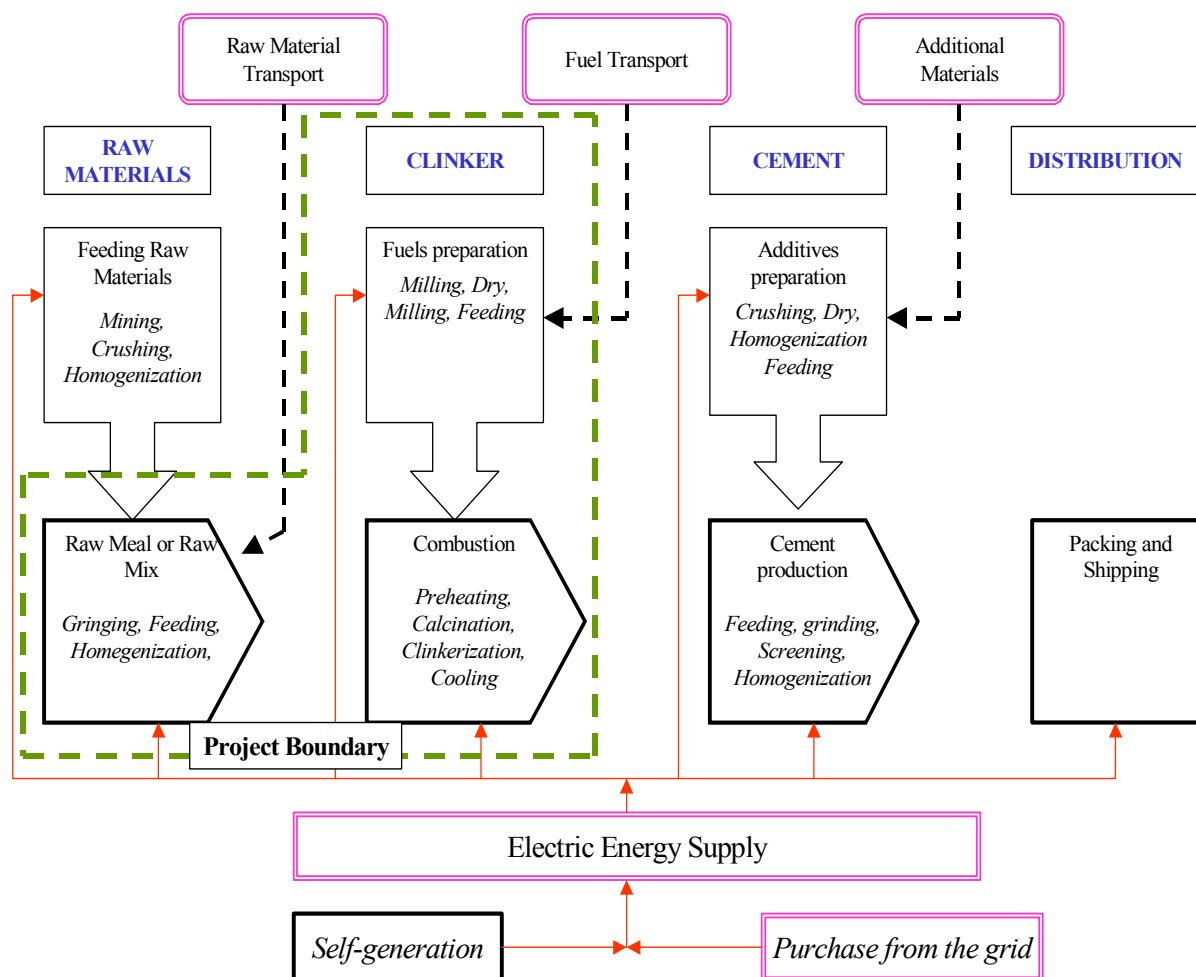 Raw Material
Transport
Fuel Transport
Additional
Materials
RAW
MATERIALS
CLINKER
CEMENT
DISTRIBUTION
Feeding Raw
Materials
Mining,
Crushing,
Homogenization
Fuels preparation
Milling, Dry,
Milling, Feeding
Additives
preparation
Crushing, Dry,
Homogenization
Feeding
Raw Meal or Raw
Mix
Gringing, Feeding,
Homegenization,
Combustion
Preheating,
Calcination,
Clinkerization,
Cooling
Cement
production
Feeding, grinding,
Screening,
Homogenization
Packing and
Shipping
Project Boundary
Electric Energy Supply
Self-generation
Purchase from the grid